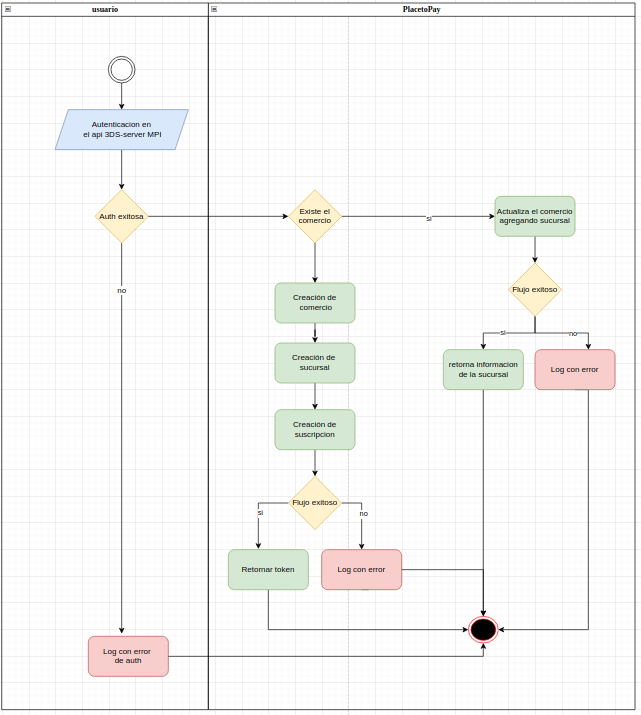 usuario
PlacetoPay
Autenticacion en
el api 3DS-server MPI
Auth exitosa
Existe el
comercio
si
Actualiza el comercio
agregando sucursal
no
Creación de
comercio
Flujo exitoso
si
no
Creación de
sucursal
retorna informacion
de la sucursal
Log con error
Creación de
suscripcion
Flujo exitoso
si
no
Retornar token
Log con error
Log con error
de auth